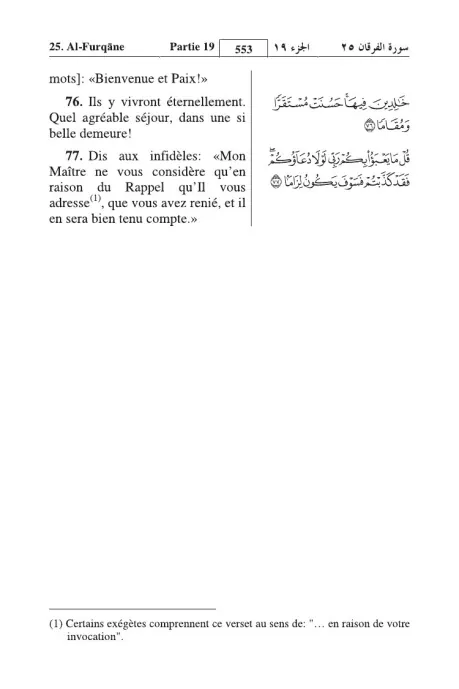 25. Al-Furqāne Partie 19 553 الجزء ١٩ سورة الفرقان ٢٥
mots]: «Bienvenue et Paix!»
76. Ils y vivront éternellement.
Quel agréable séjour, dans une si
belle demeure!
77. Dis aux infidèles: «Mon
Maître ne vous considère qu’en
raison du Rappel qu’Il vous
adresse(1), que vous avez renié, et il
en sera bien tenu compte.»
خَٰلِدِينَ فِيهَا ۚ حَسُنَتْ مُسْتَقَرًّا
وَمُقَامًا ٧٦
قُلْ مَا يَعْبَؤُا۟ بِكُمْ رَبِّى لَوْلَا دُعَآؤُكُمْ ۖ
فَقَدْ كَذَّبْتُمْ فَسَوْفَ يَكُونُ لِزَامًۢا ٧٧
(1) Certains exégètes comprennent ce verset au sens de: "… en raison de votre
invocation".